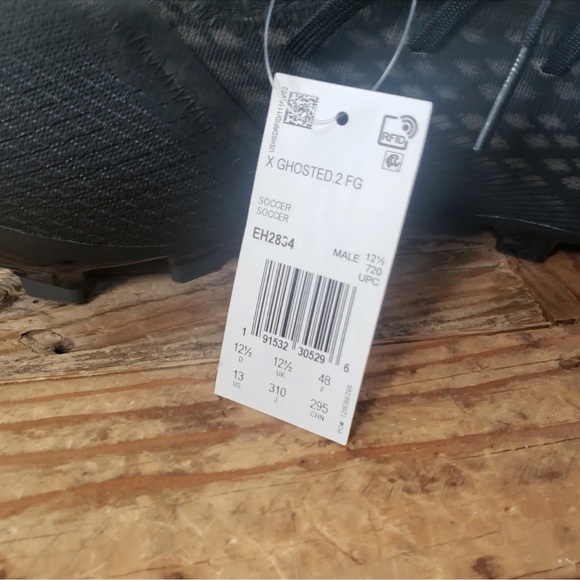 RFID
X GHOSTED.2 FG
SOCCER
SOCCER
EH2834
MALE 12½
720
UPC
1 91532 30529 6
12½ 12½ 48
D UK F
13 310 295
US J CHN